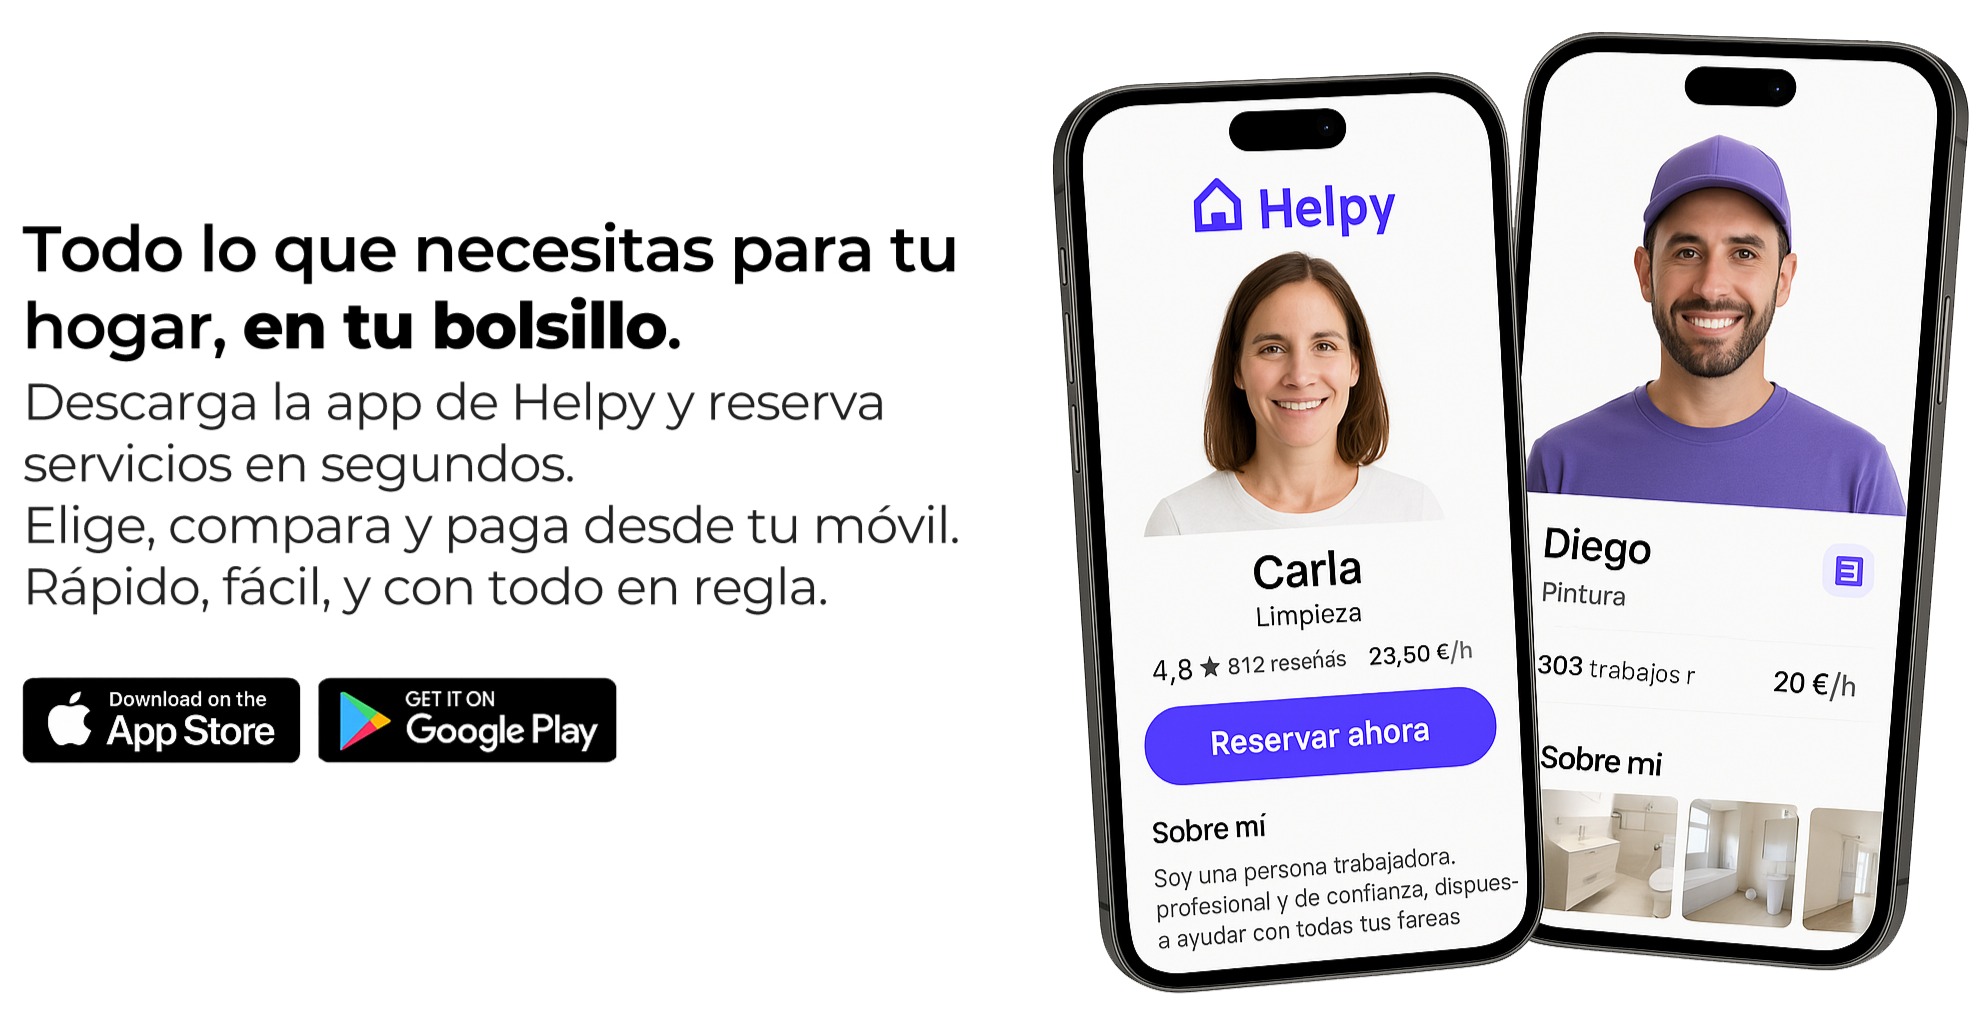 Todo lo que necesitas para tu
hogar, en tu bolsillo.
Descarga la app de Helpy y reserva
servicios en segundos.
Elige, compara y paga desde tu móvil.
Rápido, fácil, y con todo en regla.
Download on the
App Store
GET IT ON
Google Play
Helpy
Carla
Limpieza
4,8 ★ 812 reseńás 23,50 €/h
Reservar ahora
Sobre mí
Soy una persona trabajadora.
profesional y de confianza, dispues-
a ayudar con todas tus fareas
Diego
Pintura
303 trabajos r 20 €/h
Sobre mi